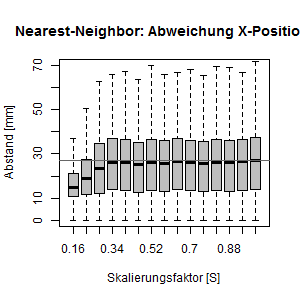 Nearest-Neighbor: Abweichung X-Positio
70
30
10
0
Abstand [mm]
0.16 0.34 0.52 0.7 0.88
Skalierungsfaktor [S]